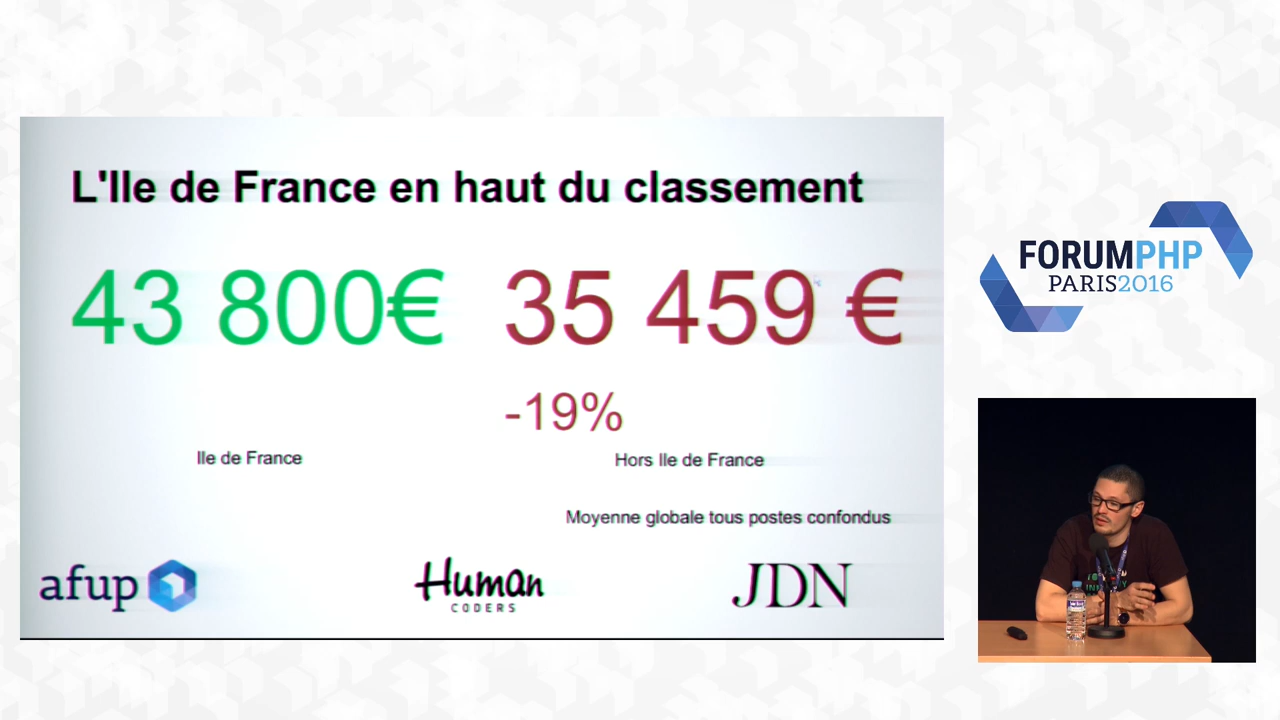 L'Ile de France en haut du classement
43 800€
35 459 €
-19%
Ile de France
Hors Ile de France
Moyenne globale tous postes confondus
afup
Human
CODERS
JDN
FORUMPHP
PARIS2016